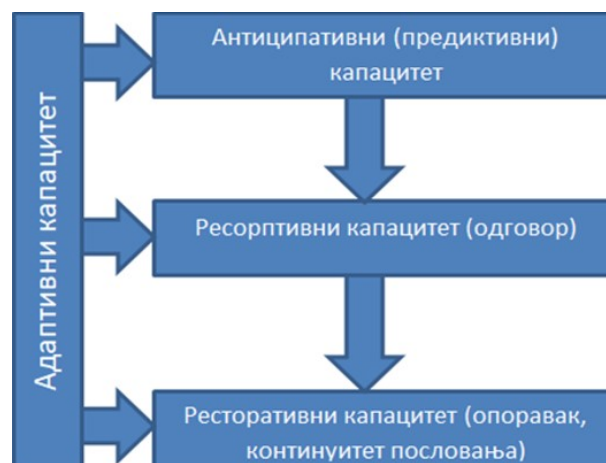 Адаптивни капацитет
Антиципативни (предиктивни)
капацитет
Ресорптивни капацитет (одговор)
Ресторативни капацитет (опоравак,
континуитет пословања)